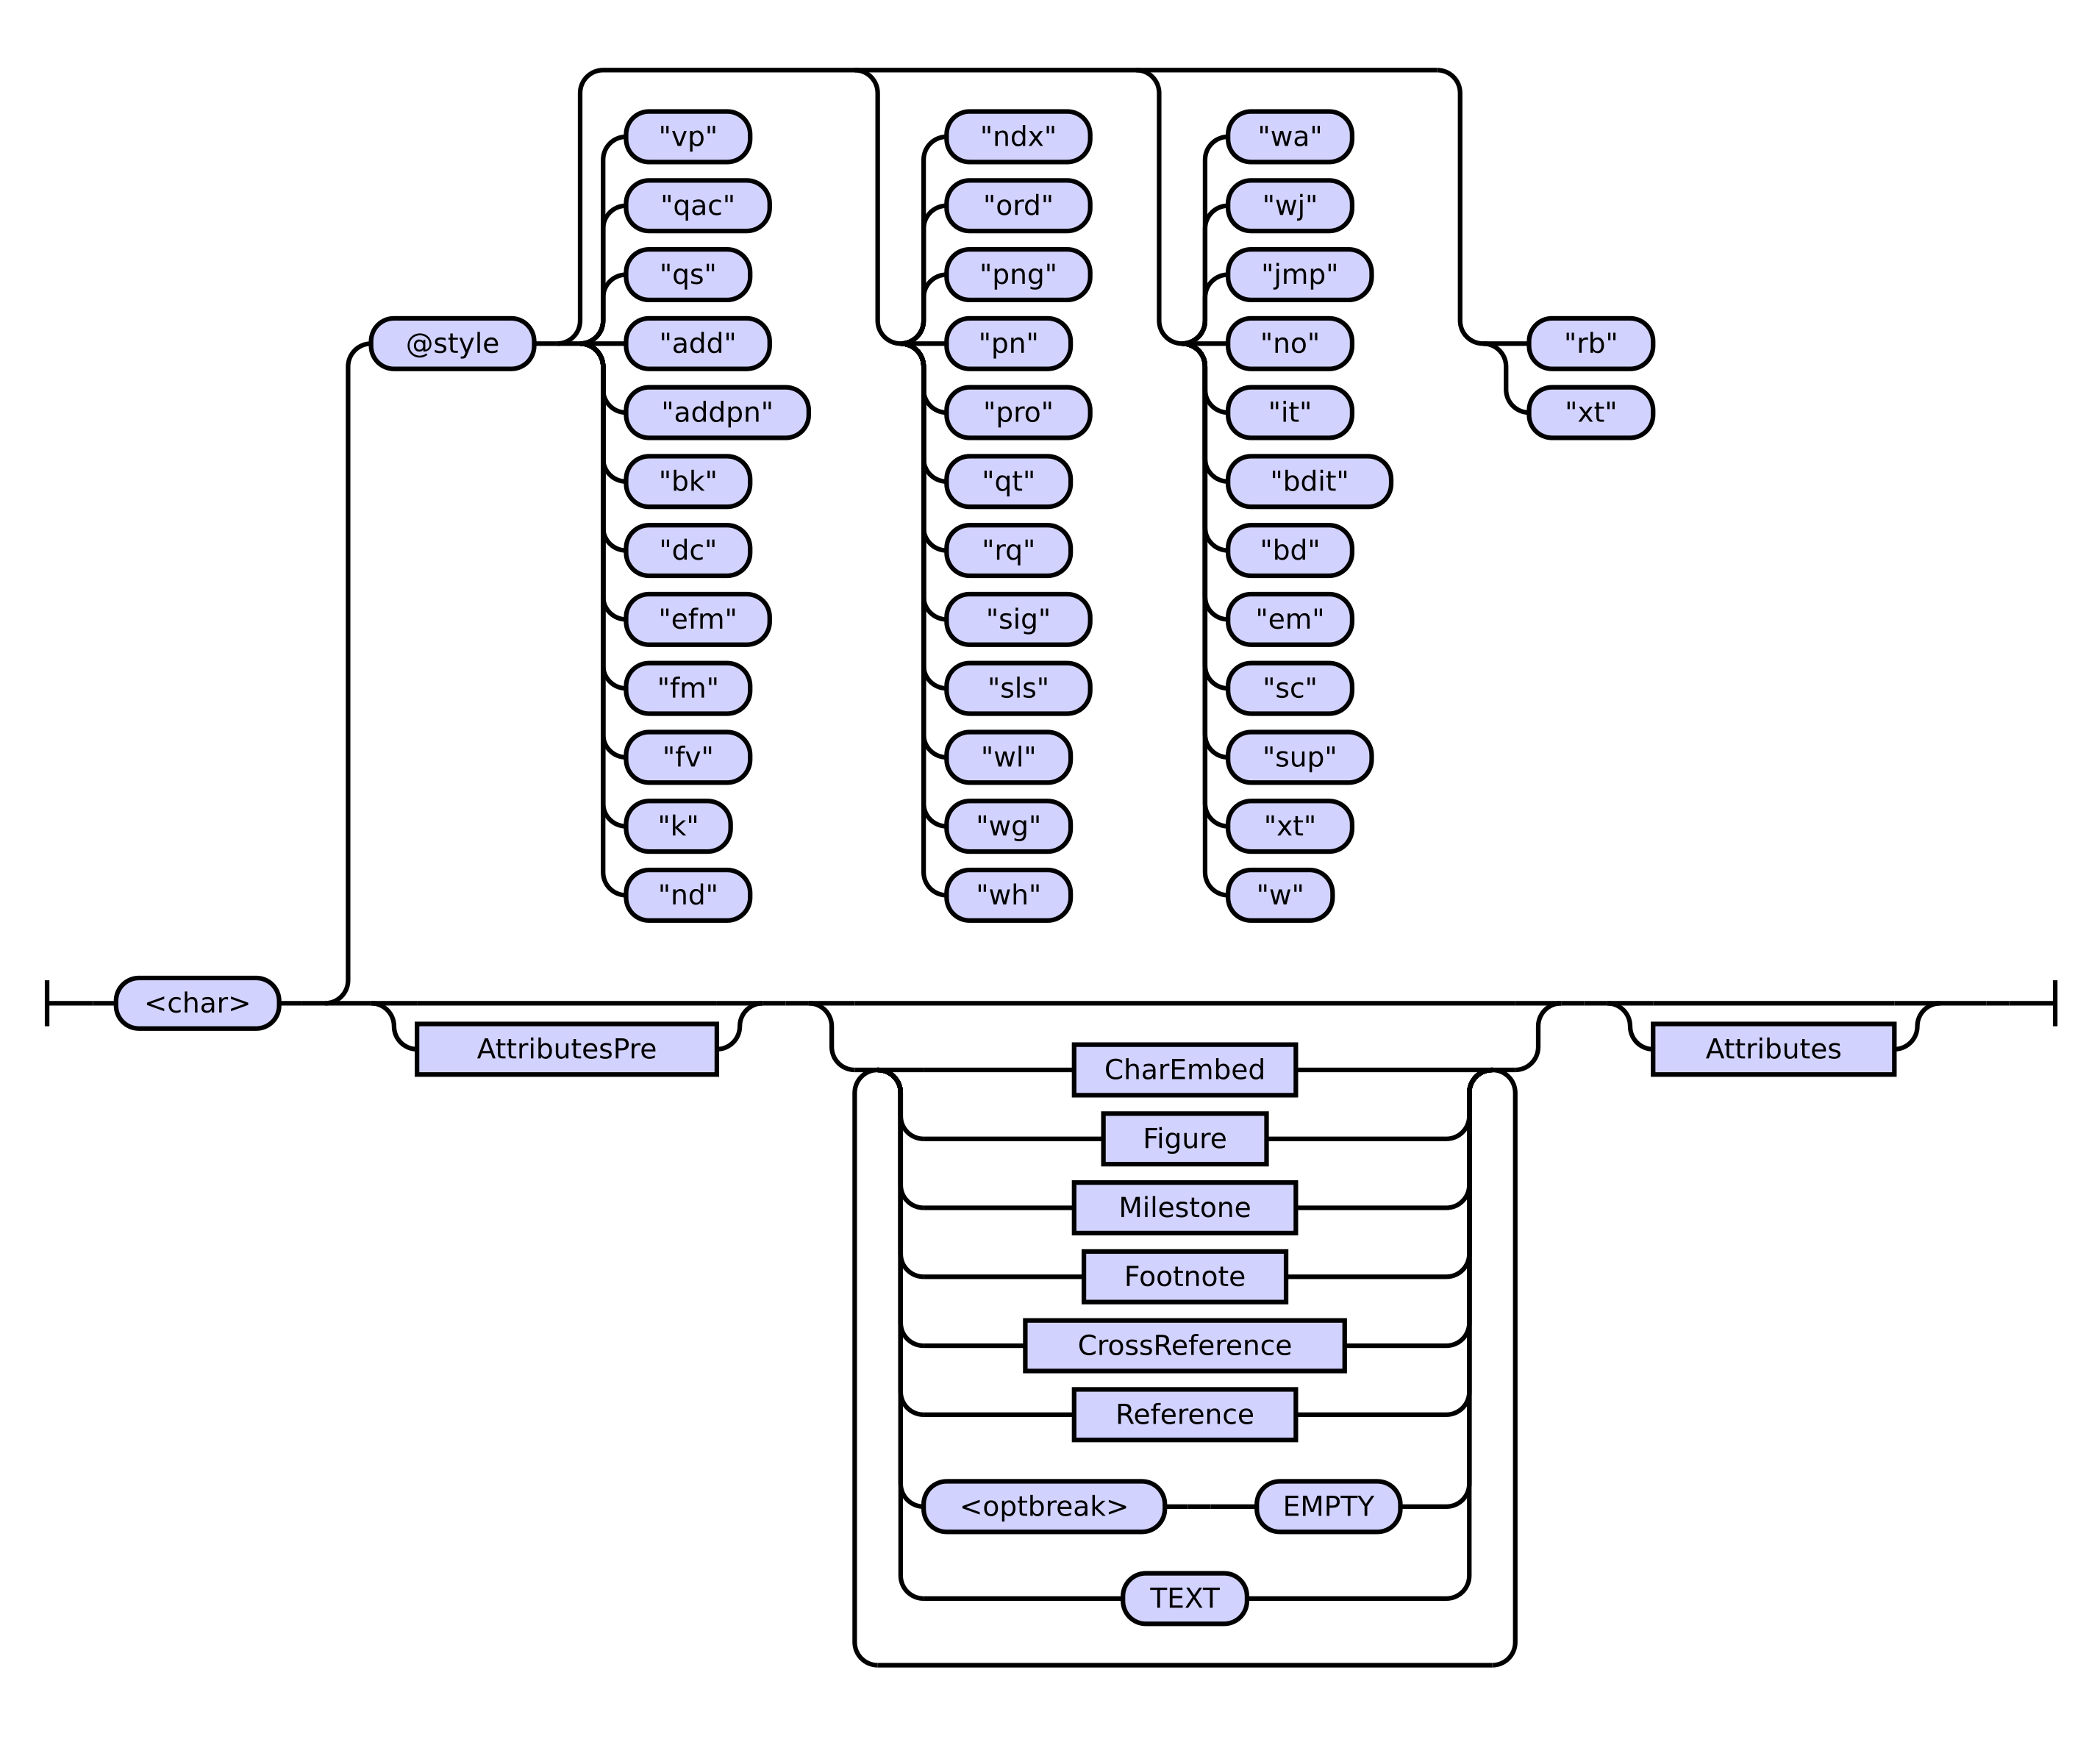 "vp"
"qac"
"qs"
"add"
"addpn"
"bk"
"dc"
"efm"
"fm"
"fv"
"k"
"nd"
"ndx"
"ord"
"png"
"pn"
"pro"
"qt"
"rq"
"sig"
"sls"
"wl"
"wg"
"wh"
"wa"
"wj"
"jmp"
"no"
"it"
"bdit"
"bd"
"em"
"sc"
"sup"
"xt"
"w"
"rb"
"xt"
@style
<char>
AttributesPre
CharEmbed
Figure
Milestone
Footnote
CrossReference
Reference
<optbreak>
EMPTY
TEXT
Attributes